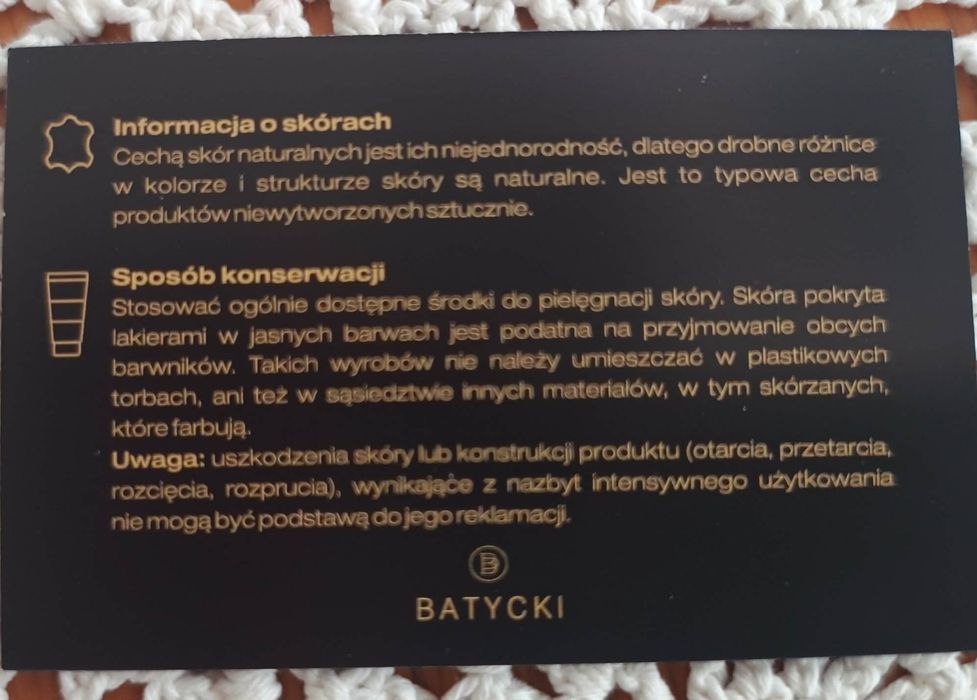 Informacja o skórach
Cechą skór naturalnych jest ich niejednorodność, dlatego drobne różnice
w kolorze i strukturze skóry są naturalne. Jest to typowa cecha
produktów niewytworzonych sztucznie.
Sposób konserwacji
Stosować ogólnie dostępne środki do pielęgnacji skóry. Skóra pokryta
lakierami w jasnych barwach jest podatna na przyjmowanie obcych
barwników. Takich wyrobów nie należy umieszczać w plastikowych
torbach, ani też w sąsiedztwie innych materiałów, w tym skórzanych,
które farbują.
Uwaga: uszkodzenia skóry lub konstrukcji produktu (otarcia, przetarcia,
rozcięcia, rozprucia), wynikające z nazbyt intensywnego użytkowania
nie mogą być podstawą do jego reklamacji.
B
BATYCKI